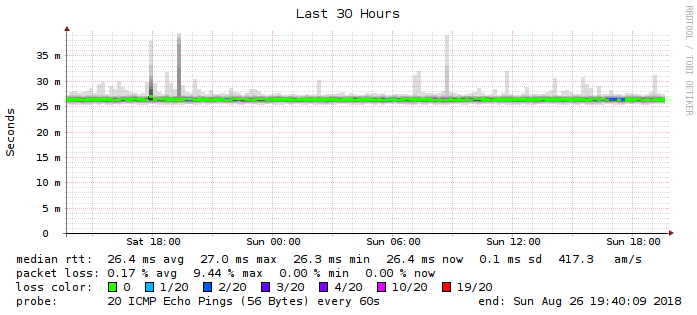 Last 30 Hours
RRDTOOL / TOBI OETIKER
Seconds
35 m
30 m
25 m
20 m
15 m
10 m
5 m
0
Sat 18:00 Sun 00:00 Sun 06:00 Sun 12:00 Sun 18:00
median rtt: 26.4 ms avg 27.0 ms max 26.3 ms min 26.4 ms now 0.1 ms sd 417.3 am/s
packet loss: 0.17 % avg 9.44 % max 0.00 % min 0.00 % now
loss color: 0 1/20 2/20 3/20 4/20 10/20 19/20
probe: 20 ICMP Echo Pings (56 Bytes) every 60s end: Sun Aug 26 19:40:09 2018